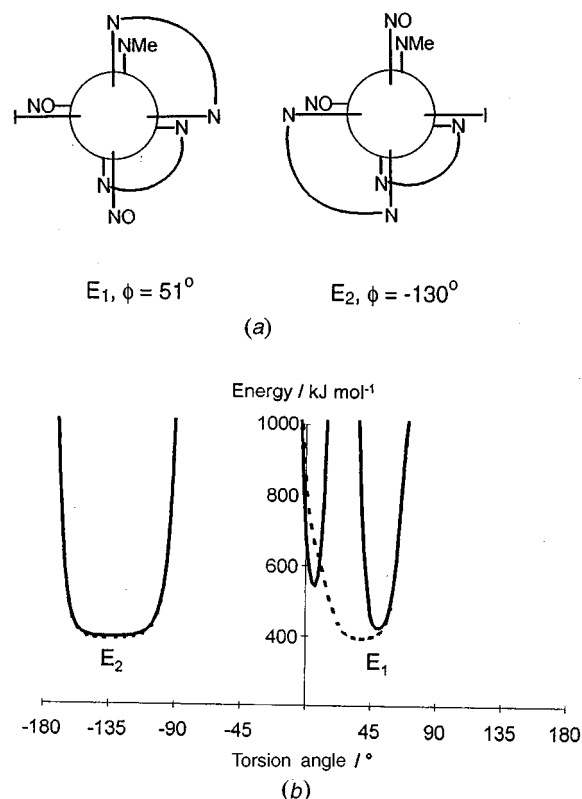 N
NMe
NO
I
N
N
N
NO
E₁, ϕ = 51°
NO
NMe
NO
N
I
N
N
N
E₂, ϕ = -130°
(a)
Energy / kJ mol⁻¹
1000
800
600
400
E₂
E₁
-180 -135 -90 -45 45 90 135 180
Torsion angle / °
(b)